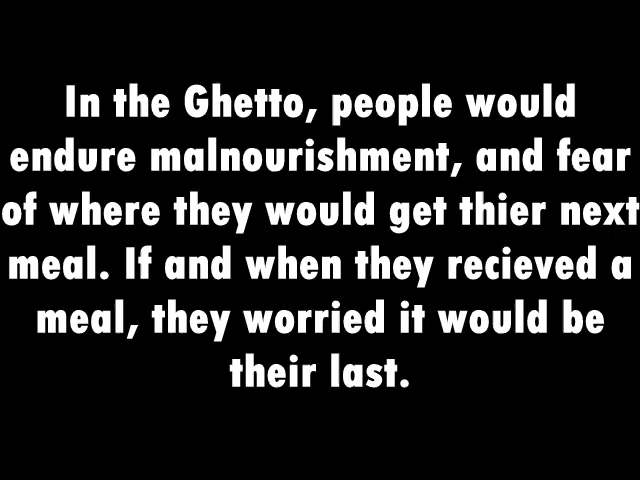 In the Ghetto, people would
endure malnourishment, and fear
of where they would get thier next
meal. If and when they recieved a
meal, they worried it would be
their last.